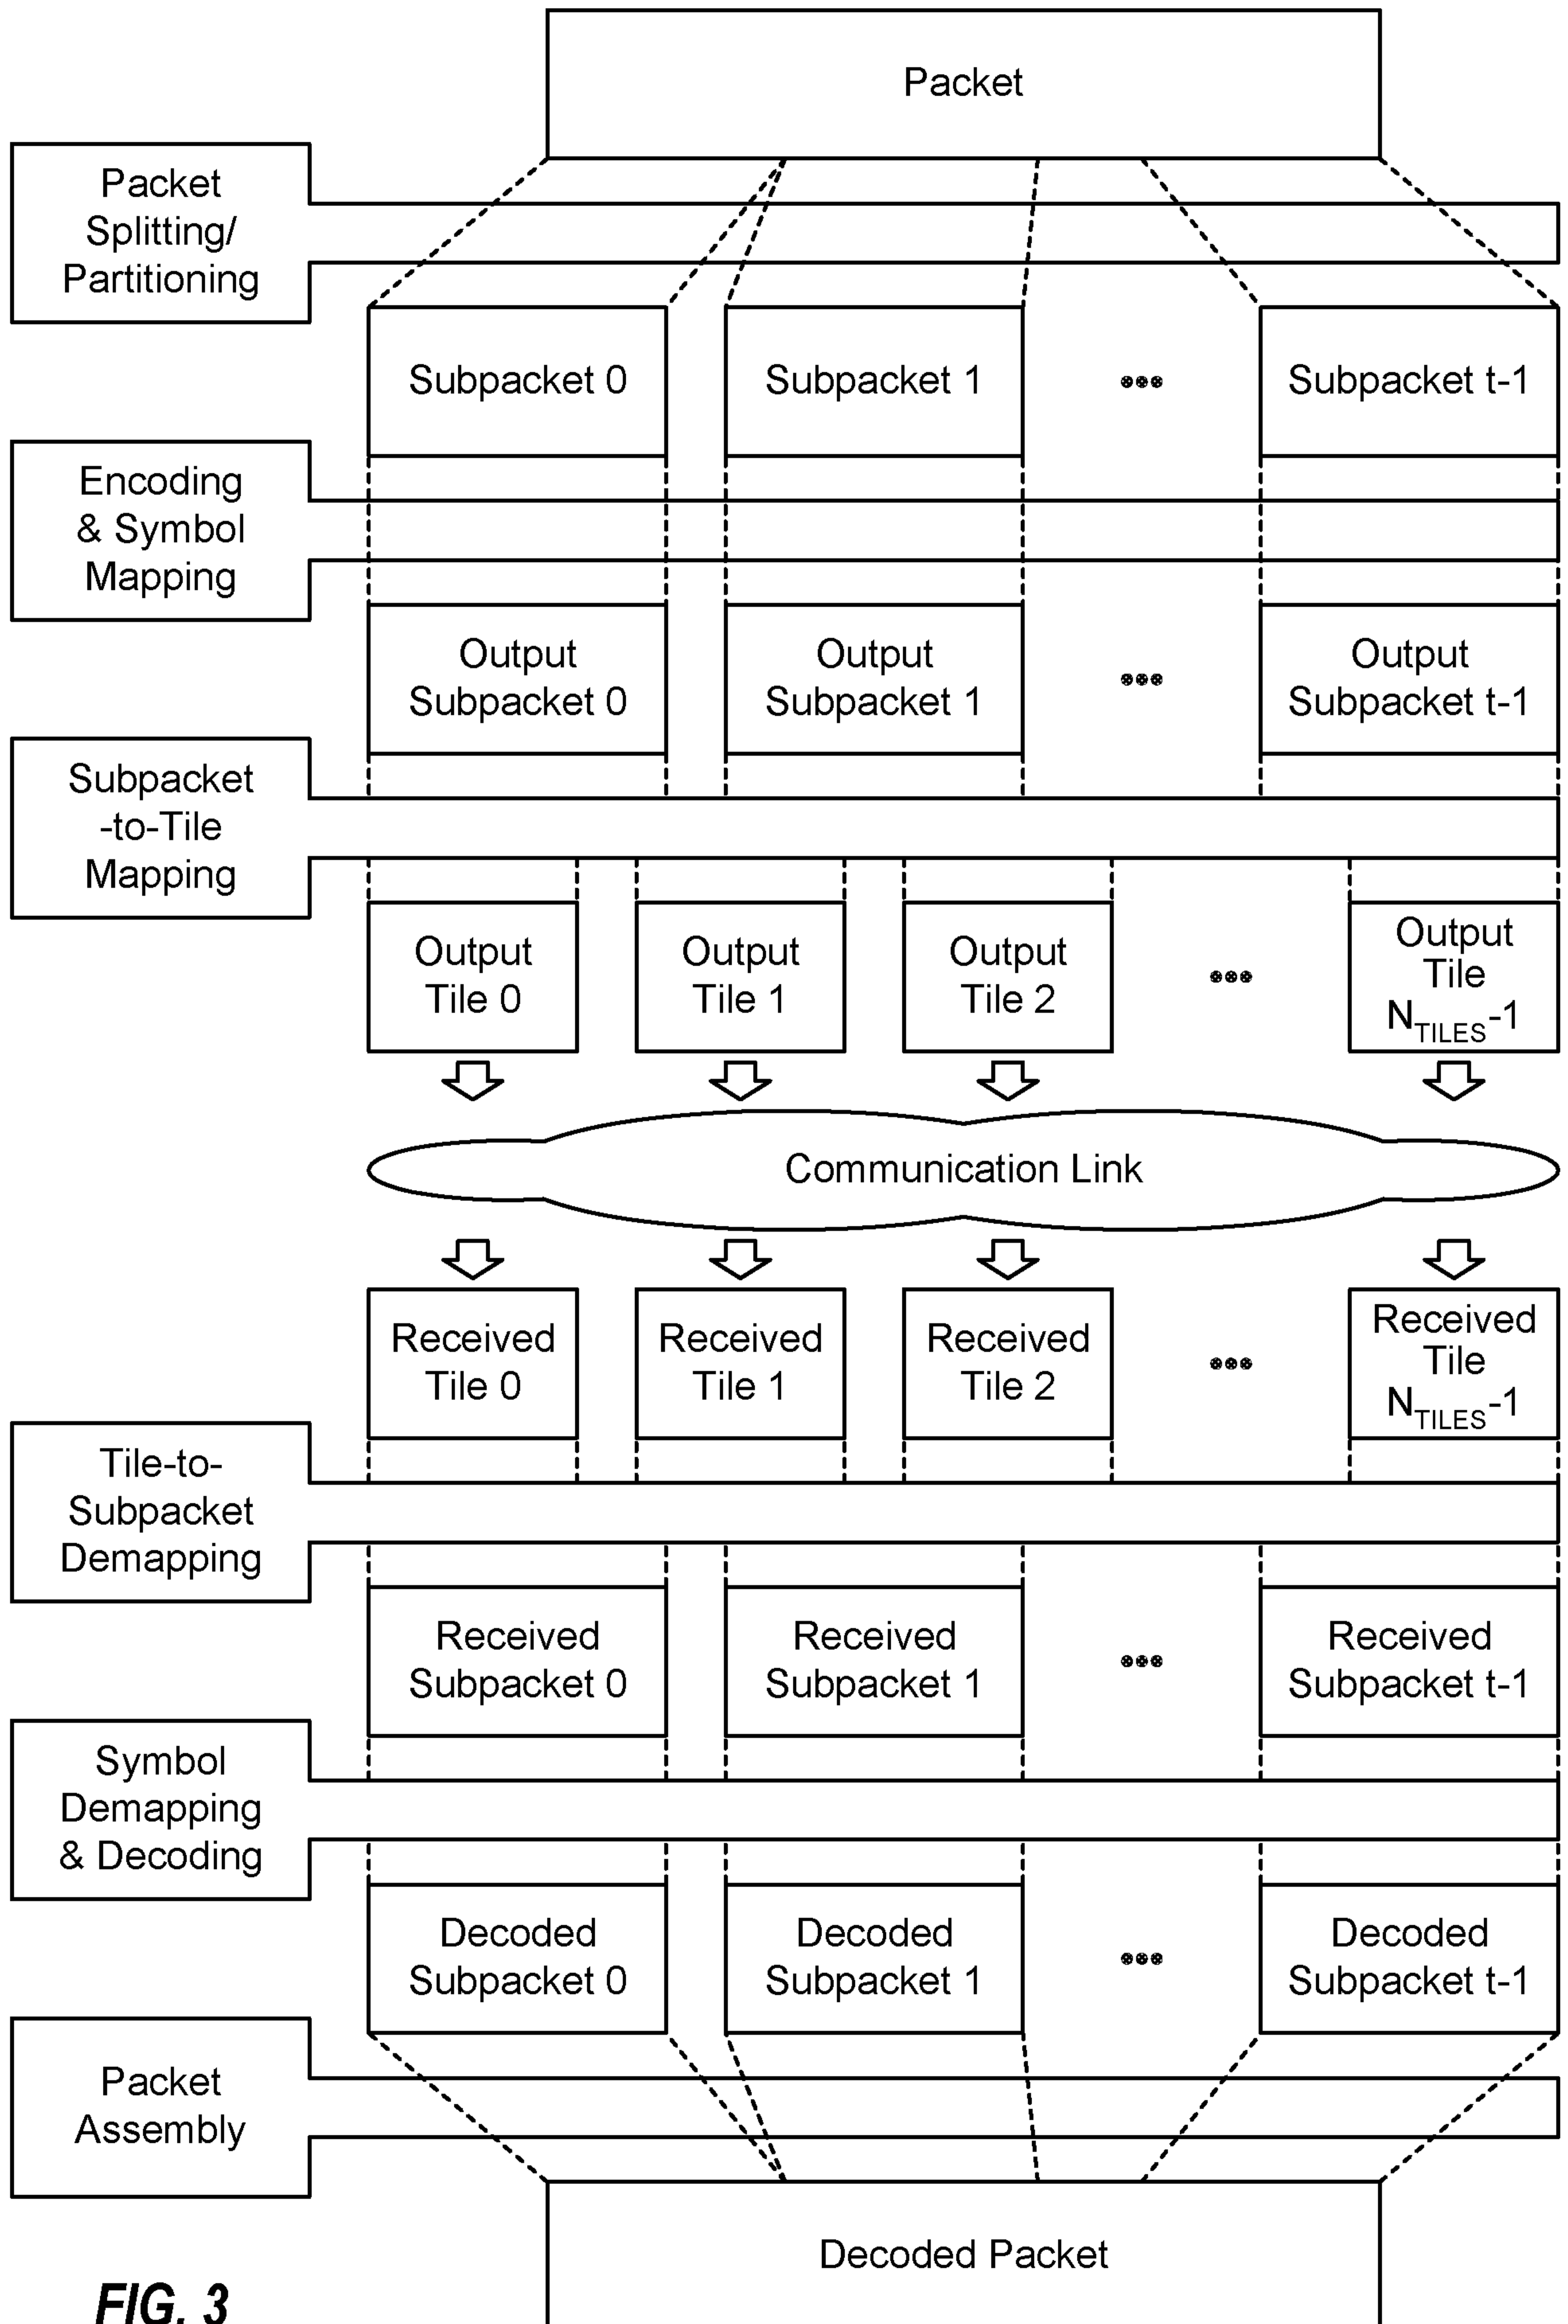 Packet
Packet
Splitting/
Partitioning
Subpacket 0
Subpacket 1
Subpacket t-1
Encoding
& Symbol
Mapping
Output
Subpacket 0
Output
Subpacket 1
Output
Subpacket t-1
Subpacket
-to-Tile
Mapping
Output
Tile 0
Output
Tile 1
Output
Tile 2
Output
Tile
NTILES-1
Communication Link
Received
Tile 0
Received
Tile 1
Received
Tile 2
Received
Tile
NTILES-1
Tile-to-
Subpacket
Demapping
Received
Subpacket 0
Received
Subpacket 1
Received
Subpacket t-1
Symbol
Demapping
& Decoding
Decoded
Subpacket 0
Decoded
Subpacket 1
Decoded
Subpacket t-1
Packet
Assembly
Decoded Packet
FIG. 3